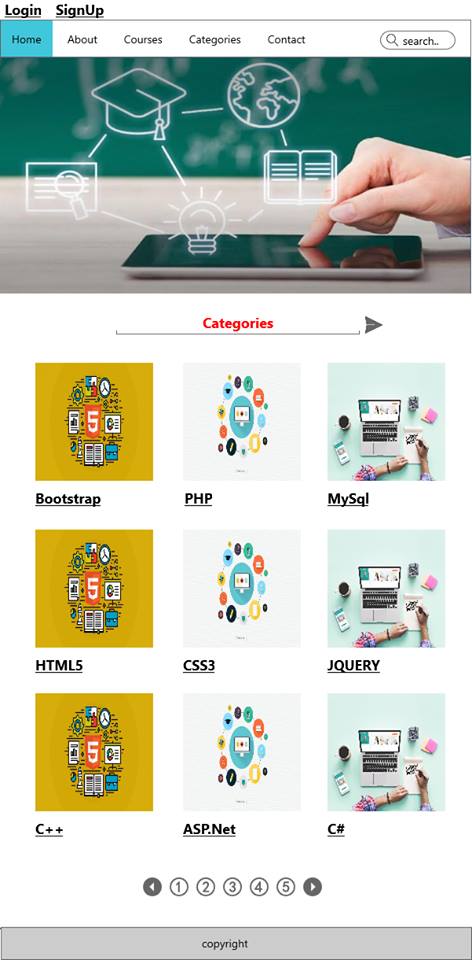 Login SignUp
Home About Courses Categories Contact search..
Categories
Bootstrap PHP MySql
HTML5 CSS3 JQUERY
C++ ASP.Net C#
1 2 3 4 5
copyright